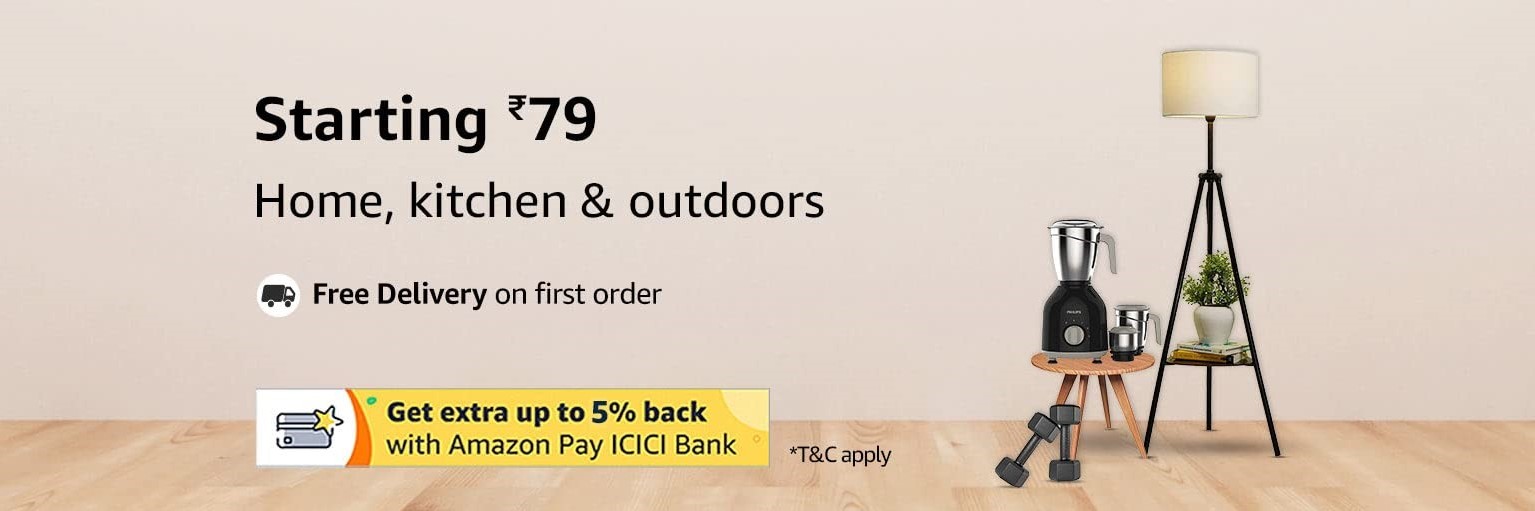 Starting ₹79
Home, kitchen & outdoors
Free Delivery on first order
Get extra up to 5% back
with Amazon Pay ICICI Bank
*T&C apply
PHILIPS